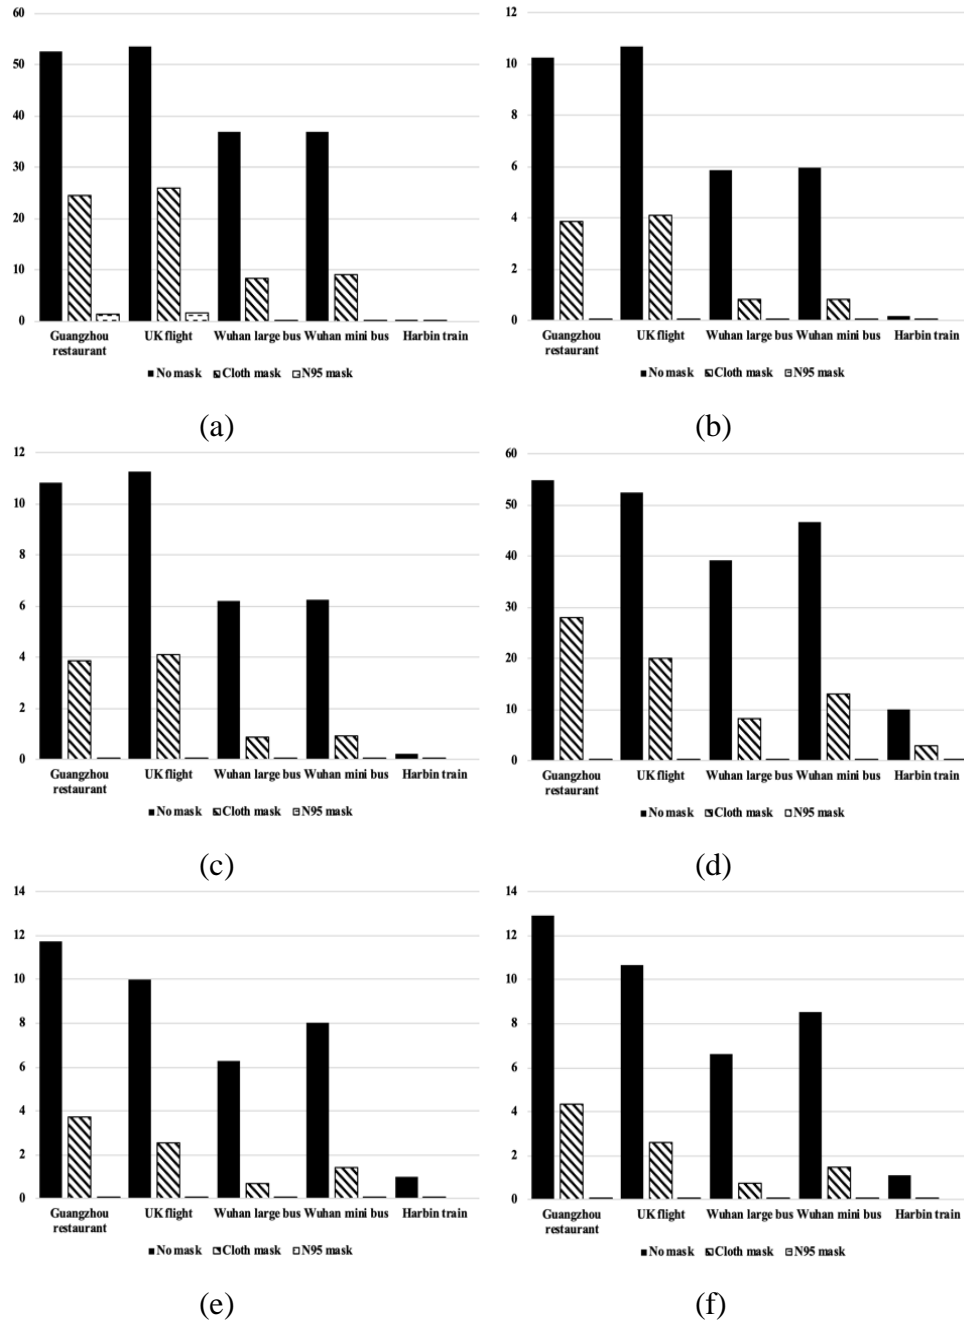 60
50
40
30
20
10
0
Guangzhou UK flight Wuhan large bus Wuhan mini bus Harbin train
restaurant
No mask Cloth mask N95 mask
(a)
12
10
8
6
4
2
0
Guangzhou UK flight Wuhan large bus Wuhan mini bus Harbin train
restaurant
No mask Cloth mask N95 mask
(b)
12
10
8
6
4
2
0
Guangzhou UK flight Wuhan large bus Wuhan mini bus Harbin train
restaurant
No mask Cloth mask N95 mask
(c)
60
50
40
30
20
10
0
Guangzhou UK flight Wuhan large bus Wuhan mini bus Harbin train
restaurant
No mask Cloth mask N95 mask
(d)
14
12
10
8
6
4
2
0
Guangzhou UK flight Wuhan large bus Wuhan mini bus Harbin train
restaurant
No mask Cloth mask N95 mask
(e)
14
12
10
8
6
4
2
0
Guangzhou UK flight Wuhan large bus Wuhan mini bus Harbin train
restaurant
No mask Cloth mask N95 mask
(f)